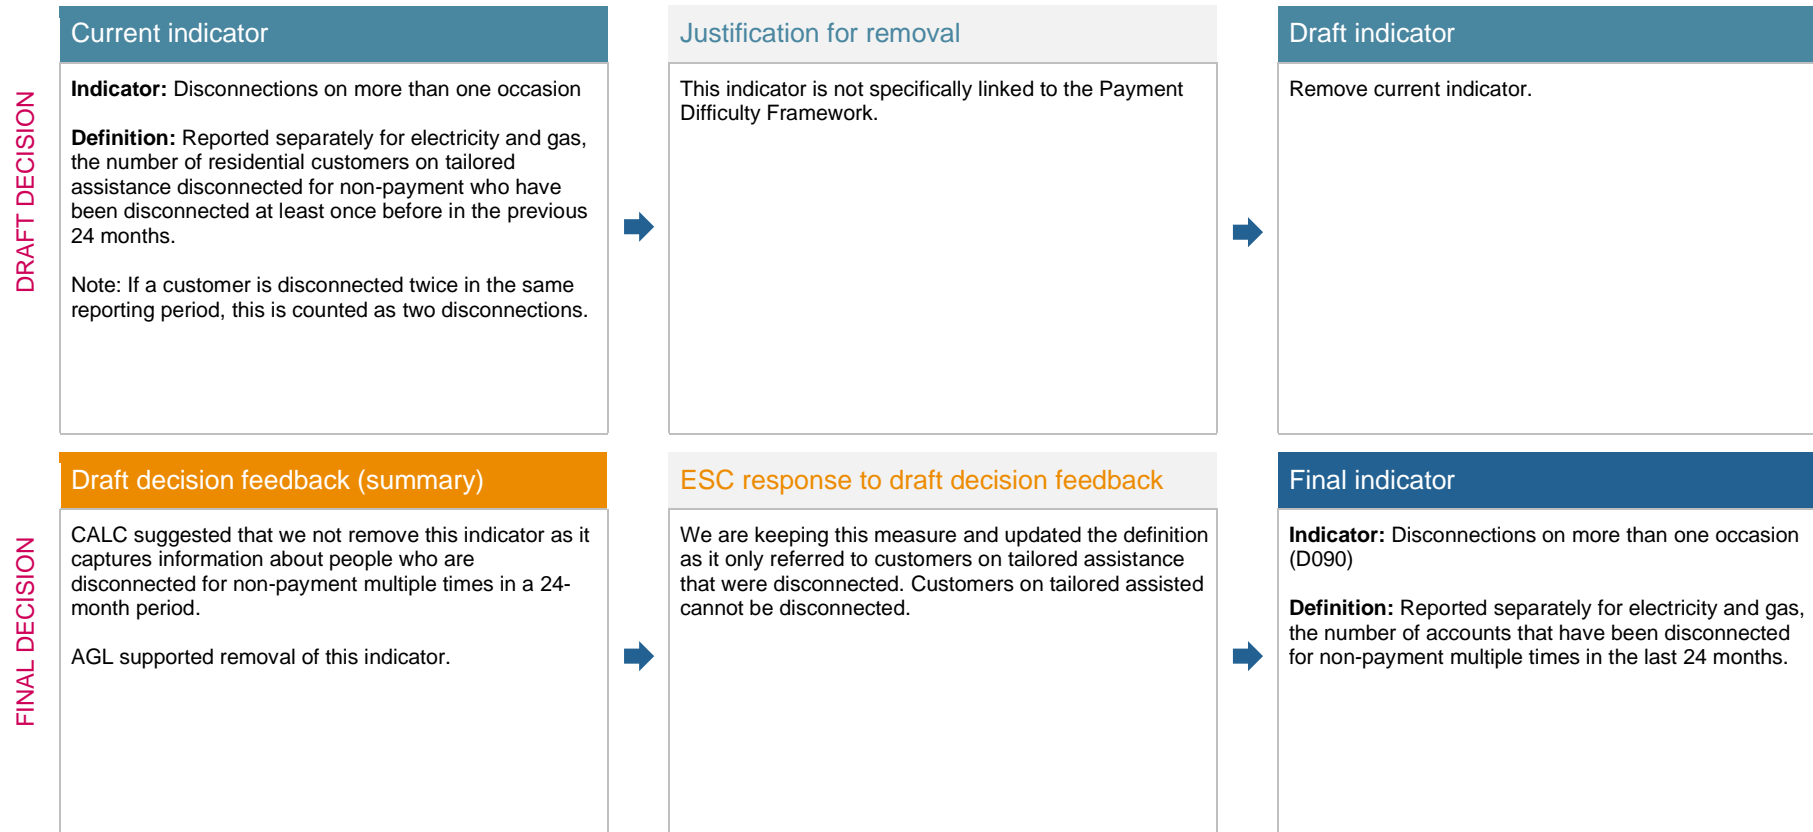 DRAFT DECISION
Current indicator
Indicator: Disconnections on more than one occasion
Definition: Reported separately for electricity and gas,
the number of residential customers on tailored
assistance disconnected for non-payment who have
been disconnected at least once before in the previous
24 months.
Note: If a customer is disconnected twice in the same
reporting period, this is counted as two disconnections.
Justification for removal
This indicator is not specifically linked to the Payment
Difficulty Framework.
Draft indicator
Remove current indicator.
FINAL DECISION
Draft decision feedback (summary)
CALC suggested that we not remove this indicator as it
captures information about people who are
disconnected for non-payment multiple times in a 24-
month period.
AGL supported removal of this indicator.
ESC response to draft decision feedback
We are keeping this measure and updated the definition
as it only referred to customers on tailored assistance
that were disconnected. Customers on tailored assisted
cannot be disconnected.
Final indicator
Indicator: Disconnections on more than one occasion
(D090)
Definition: Reported separately for electricity and gas,
the number of accounts that have been disconnected
for non-payment multiple times in the last 24 months.